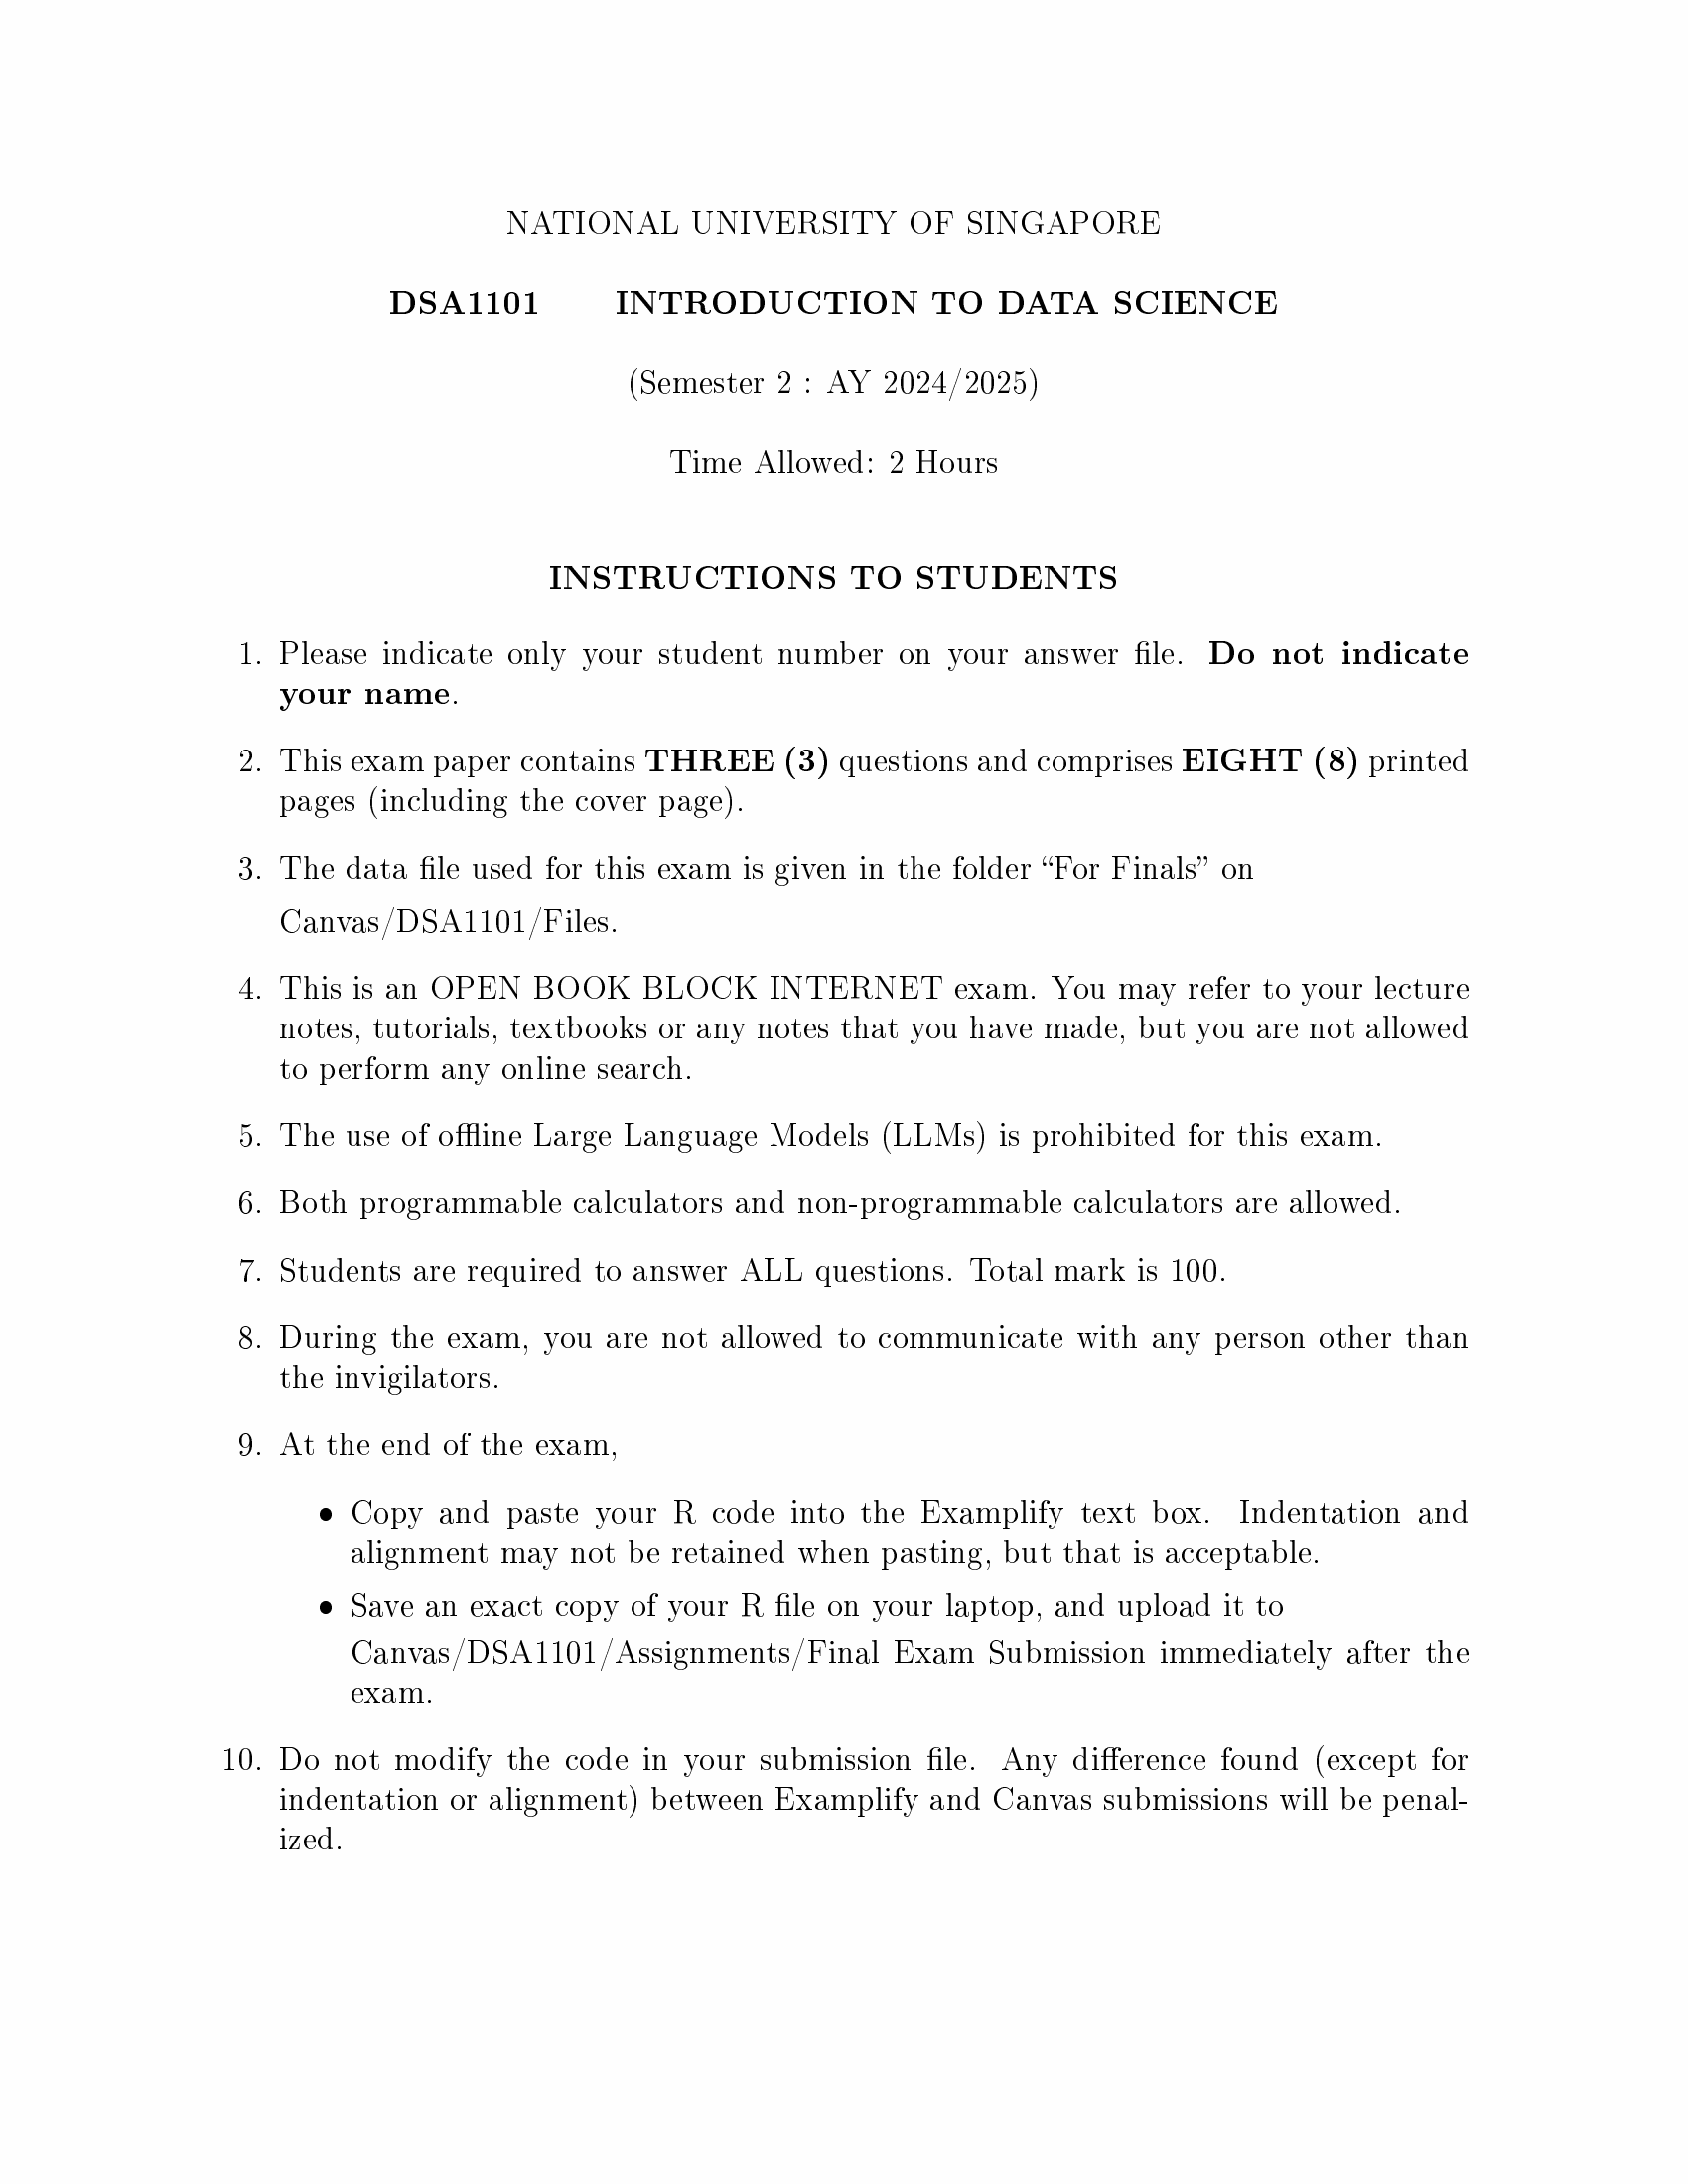 NATIONAL UNIVERSITY OF SINGAPORE
DSA1101 INTRODUCTION TO DATA SCIENCE
(Semester 2 : AY 2024/2025)
Time Allowed: 2 Hours
INSTRUCTIONS TO STUDENTS
1. Please indicate only your student number on your answer file. Do not indicate
your name.
2. This exam paper contains THREE (3) questions and comprises EIGHT (8) printed
pages (including the cover page).
3. The data file used for this exam is given in the folder “For Finals” on
Canvas/DSA1101/Files.
4. This is an OPEN BOOK BLOCK INTERNET exam. You may refer to your lecture
notes, tutorials, textbooks or any notes that you have made, but you are not allowed
to perform any online search.
5. The use of offline Large Language Models (LLMs) is prohibited for this exam.
6. Both programmable calculators and non-programmable calculators are allowed.
7. Students are required to answer ALL questions. Total mark is 100.
8. During the exam, you are not allowed to communicate with any person other than
the invigilators.
9. At the end of the exam,
• Copy and paste your R code into the Examplify text box. Indentation and
alignment may not be retained when pasting, but that is acceptable.
• Save an exact copy of your R file on your laptop, and upload it to
Canvas/DSA1101/Assignments/Final Exam Submission immediately after the
exam.
10. Do not modify the code in your submission file. Any difference found (except for
indentation or alignment) between Examplify and Canvas submissions will be penal-
ized.